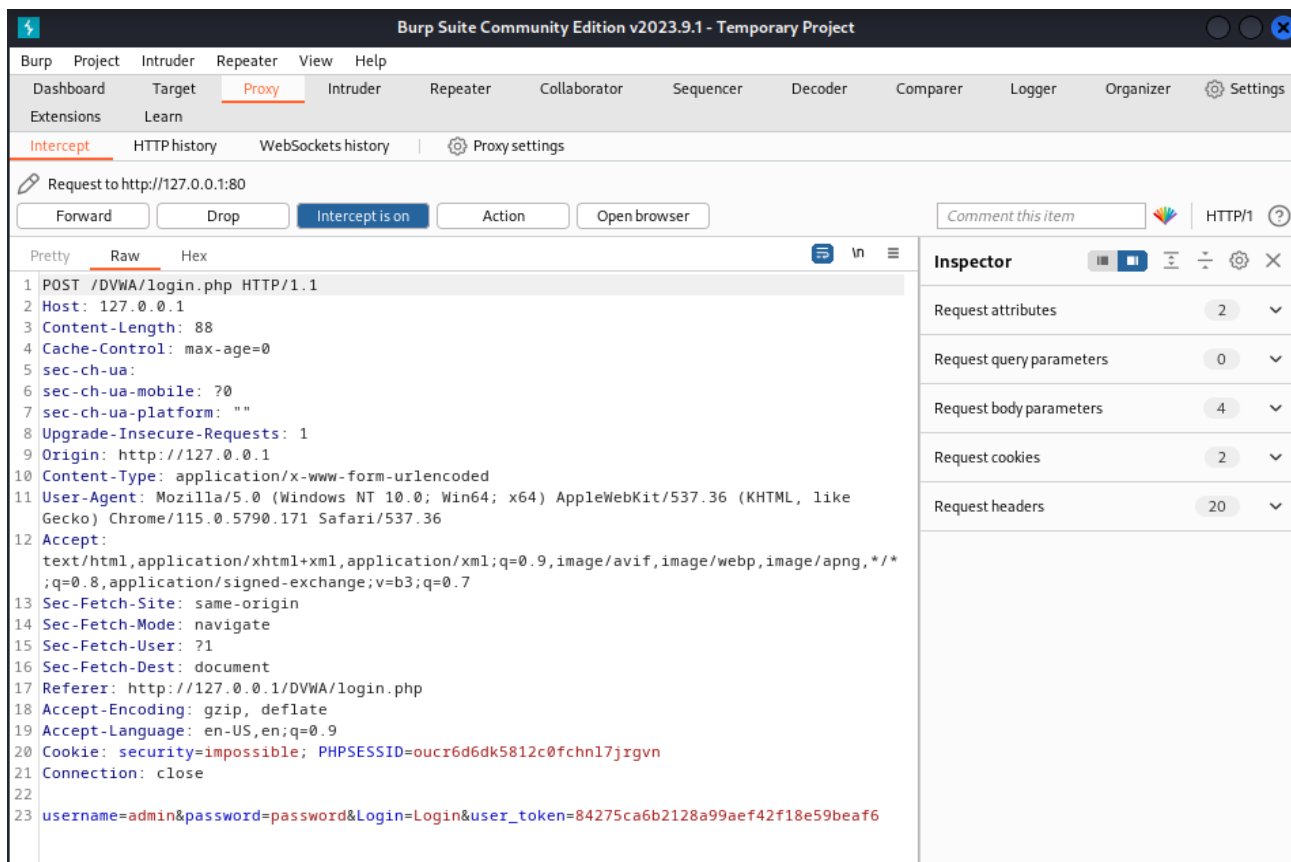 Burp Suite Community Edition v2023.9.1 - Temporary Project
Burp Project Intruder Repeater View Help
Dashboard Target Proxy Intruder Repeater Collaborator Sequencer Decoder Comparer Logger Organizer Settings
Extensions Learn
Intercept HTTP history WebSockets history Proxy settings
Request to http://127.0.0.1:80
Forward Drop Intercept is on Action Open browser Comment this item HTTP/1 ?
Pretty Raw Hex \n
1 POST /DVWA/login.php HTTP/1.1
2 Host: 127.0.0.1
3 Content-Length: 88
4 Cache-Control: max-age=0
5 sec-ch-ua:
6 sec-ch-ua-mobile: ?0
7 sec-ch-ua-platform: ""
8 Upgrade-Insecure-Requests: 1
9 Origin: http://127.0.0.1
10 Content-Type: application/x-www-form-urlencoded
11 User-Agent: Mozilla/5.0 (Windows NT 10.0; Win64; x64) AppleWebKit/537.36 (KHTML, like
Gecko) Chrome/115.0.5790.171 Safari/537.36
12 Accept:
text/html,application/xhtml+xml,application/xml;q=0.9,image/avif,image/webp,image/apng,*/*
;q=0.8,application/signed-exchange;v=b3;q=0.7
13 Sec-Fetch-Site: same-origin
14 Sec-Fetch-Mode: navigate
15 Sec-Fetch-User: ?1
16 Sec-Fetch-Dest: document
17 Referer: http://127.0.0.1/DVWA/login.php
18 Accept-Encoding: gzip, deflate
19 Accept-Language: en-US,en;q=0.9
20 Cookie: security=impossible; PHPSESSID=oucr6d6dk5812c0fchnl7jrgvn
21 Connection: close
22
23 username=admin&password=password&Login=Login&user_token=84275ca6b2128a99aef42f18e59beaf6
Inspector
Request attributes 2
Request query parameters 0
Request body parameters 4
Request cookies 2
Request headers 20